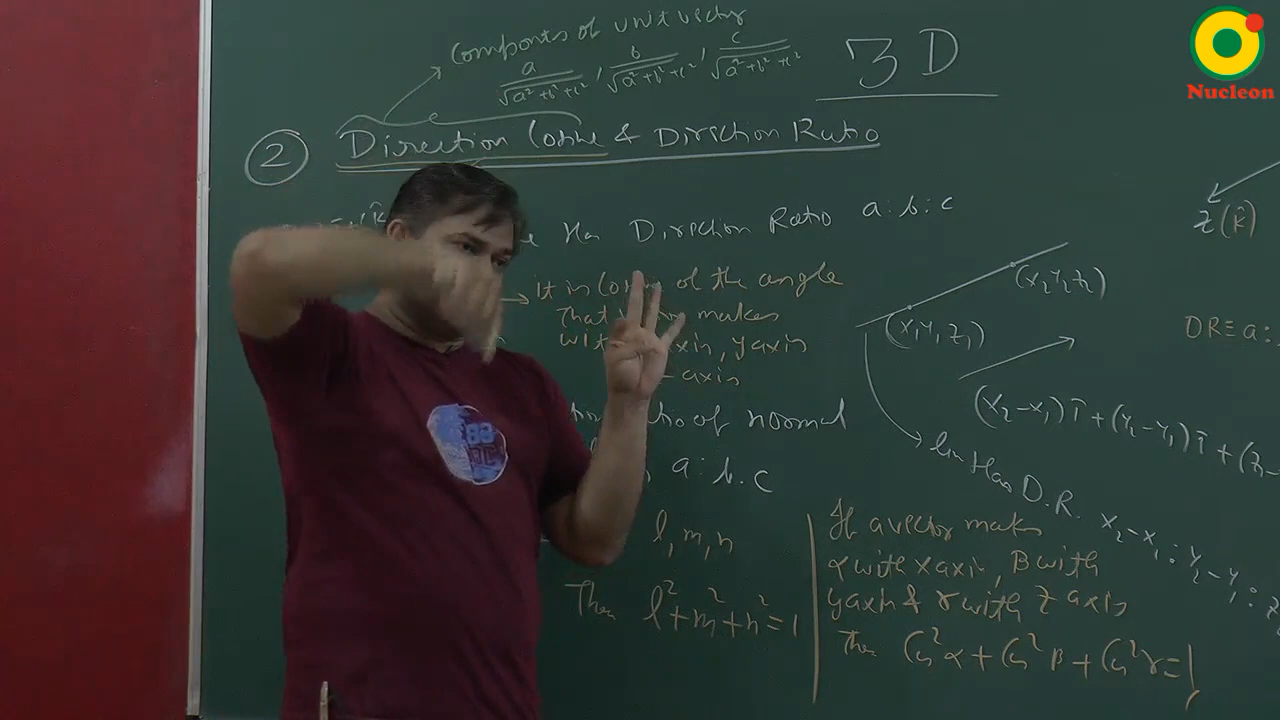 Components of unit vector
a/√a²+b²+c² , b/√a²+b²+c² , c/√a²+b²+c²
3D
Nucleon
② Direction Cosine & Direction Ratio
Has Direction Ratio a:b:c
z(k̂)
→ It is Cosine of the angle
That makes
axis, y axis
axis
(x₂ y₂ z₂)
(x₁ y₁ z₁)
DR ≡ a:
(x₂-x₁) i + (y₂-y₁) j + (z₂-
ratio of normal
a:b:c
line Has D.R. x₂-x₁ : y₂-y₁ :
l, m, n
Then l²+m²+n²=1
If a vector makes
α with x axis, β with
y axis & γ with z axis
Then Cos²α + Cos²β + Cos²γ = 1